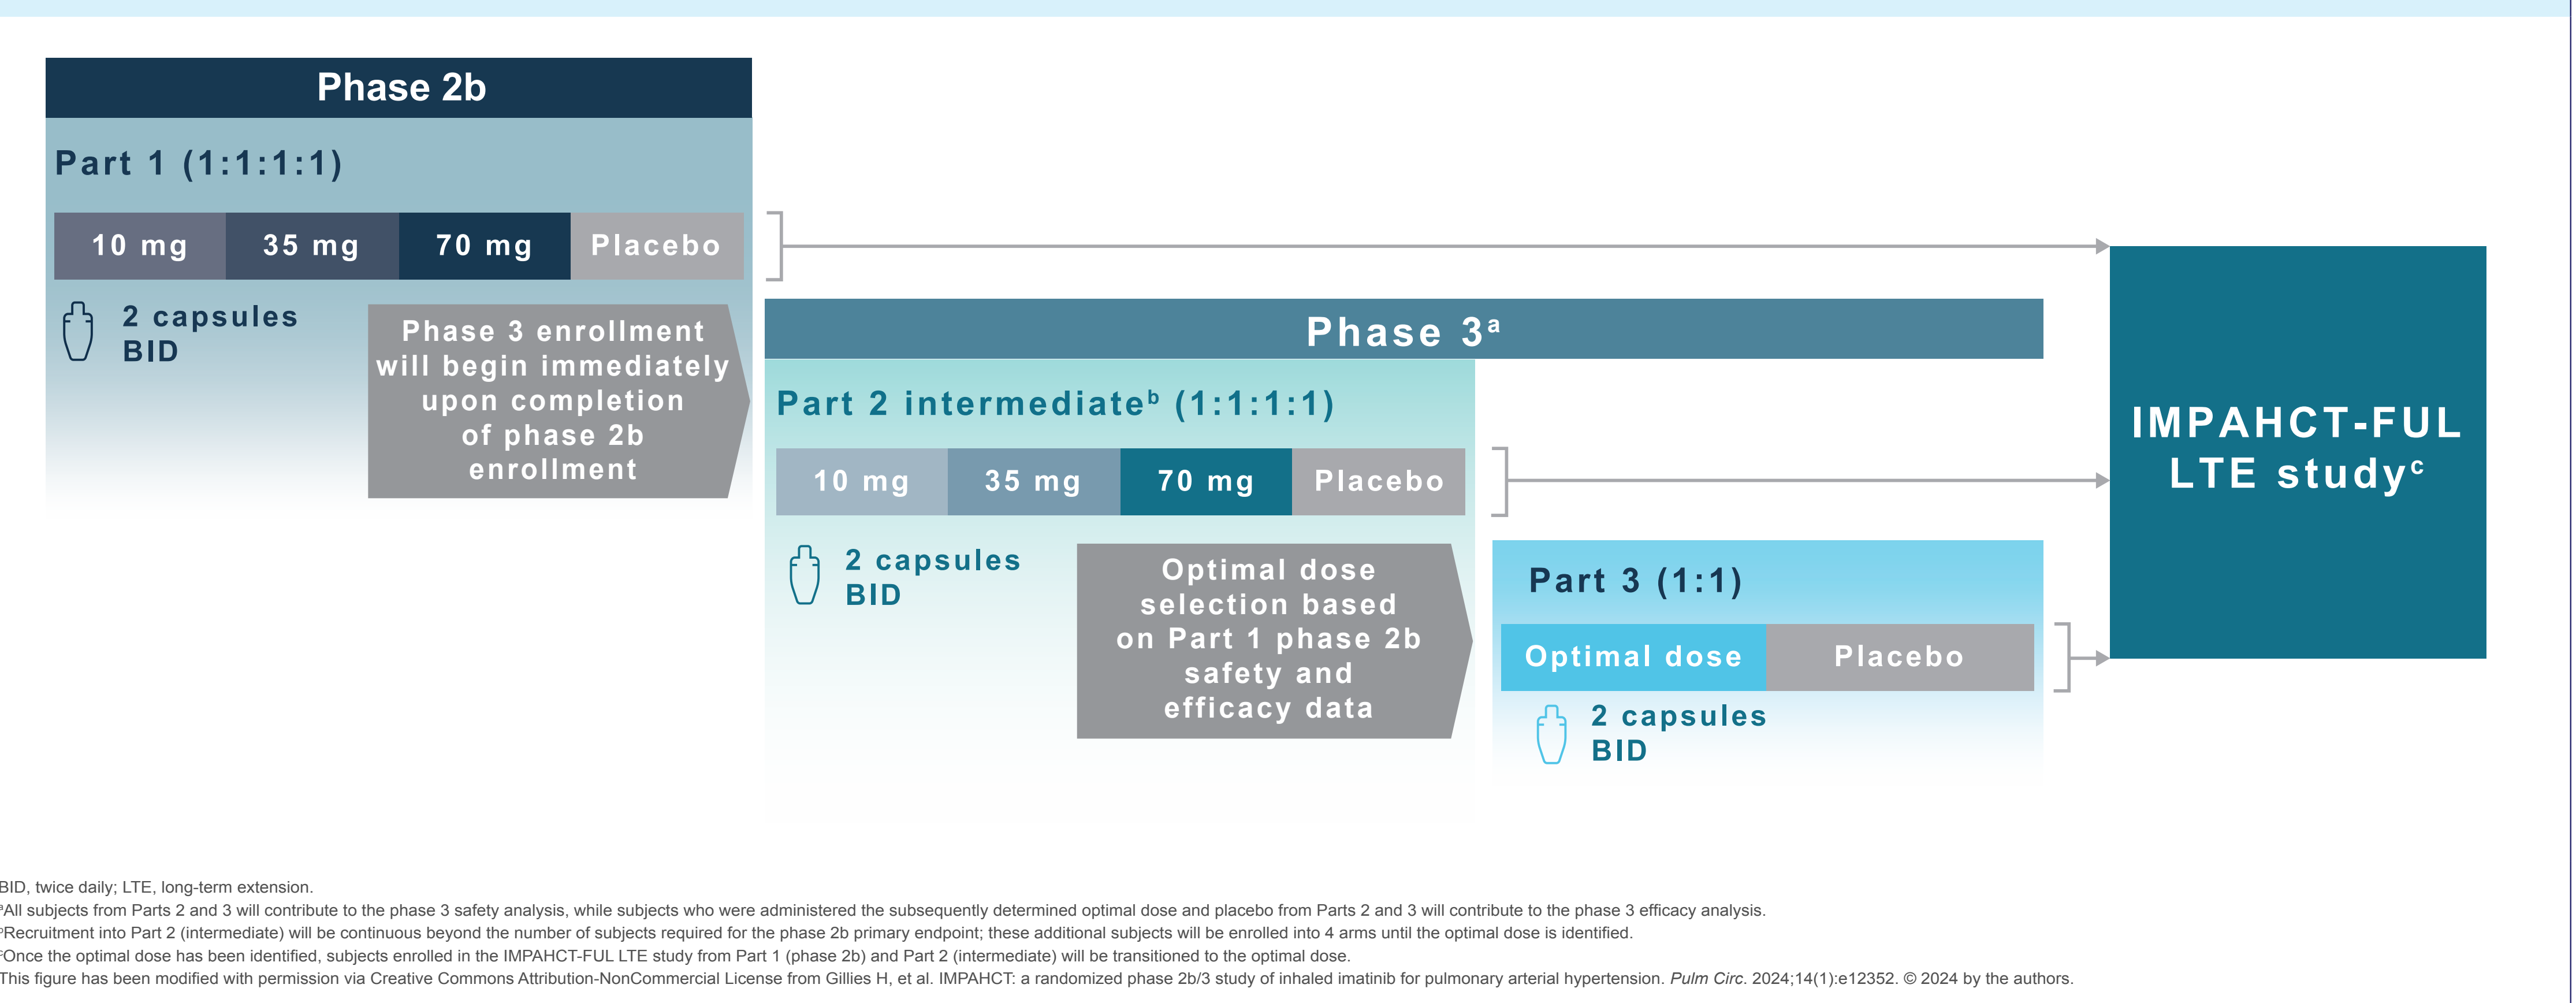 Phase 2b
Part 1 (1:1:1:1)
10 mg 35 mg 70 mg Placebo
2 capsules
BID
Phase 3 enrollment
will begin immediately
upon completion
of phase 2b
enrollment
Phase 3ᵃ
Part 2 intermediateᵇ (1:1:1:1)
10 mg 35 mg 70 mg Placebo
2 capsules
BID
Optimal dose
selection based
on Part 1 phase 2b
safety and
efficacy data
Part 3 (1:1)
Optimal dose Placebo
2 capsules
BID
IMPAHCT-FUL
LTE studyᶜ
BID, twice daily; LTE, long-term extension.
ᵃAll subjects from Parts 2 and 3 will contribute to the phase 3 safety analysis, while subjects who were administered the subsequently determined optimal dose and placebo from Parts 2 and 3 will contribute to the phase 3 efficacy analysis.
ᵇRecruitment into Part 2 (intermediate) will be continuous beyond the number of subjects required for the phase 2b primary endpoint; these additional subjects will be enrolled into 4 arms until the optimal dose is identified.
ᶜOnce the optimal dose has been identified, subjects enrolled in the IMPAHCT-FUL LTE study from Part 1 (phase 2b) and Part 2 (intermediate) will be transitioned to the optimal dose.
This figure has been modified with permission via Creative Commons Attribution-NonCommercial License from Gillies H, et al. IMPAHCT: a randomized phase 2b/3 study of inhaled imatinib for pulmonary arterial hypertension. Pulm Circ. 2024;14(1):e12352. © 2024 by the authors.